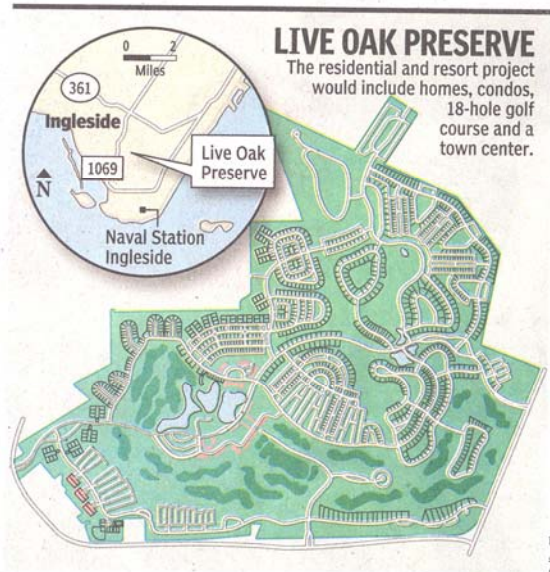 LIVE OAK PRESERVE
The residential and resort project
would include homes, condos,
18-hole golf
course and a
town center.
0 2
Miles
361
Ingleside
1069
Live Oak
Preserve
N
Naval Station
Ingleside